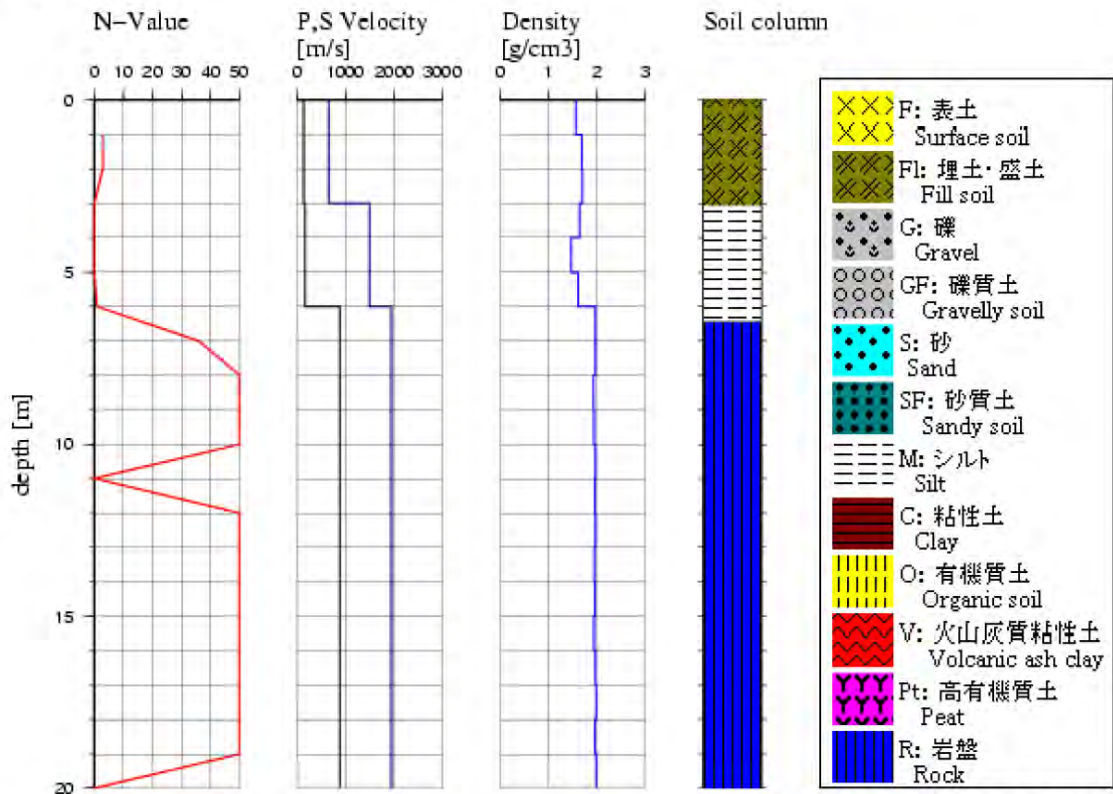 N-Value
P,S Velocity
[m/s]
Density
[g/cm3]
Soil column
0 10 20 30 40 50
0 1000 2000 3000
0 1 2 3
0
5
10
15
20
depth [m]
F: 表土
Surface soil
Fl: 埋土・盛土
Fill soil
G: 礫
Gravel
GF: 礫質土
Gravelly soil
S: 砂
Sand
SF: 砂質土
Sandy soil
M: シルト
Silt
C: 粘性土
Clay
O: 有機質土
Organic soil
V: 火山灰質粘性土
Volcanic ash clay
Pt: 高有機質土
Peat
R: 岩盤
Rock